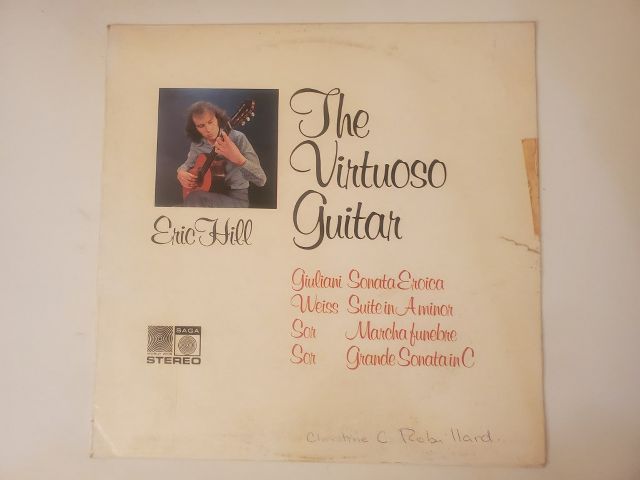 The
Virtuoso
Guitar
Eric Hill
Giuliani Sonata Eroica
Weiss Suite in A minor
Sor Marcha funebre
Sor Grande Sonata in C
SAGA
STEREO
Christine C. Robillard.